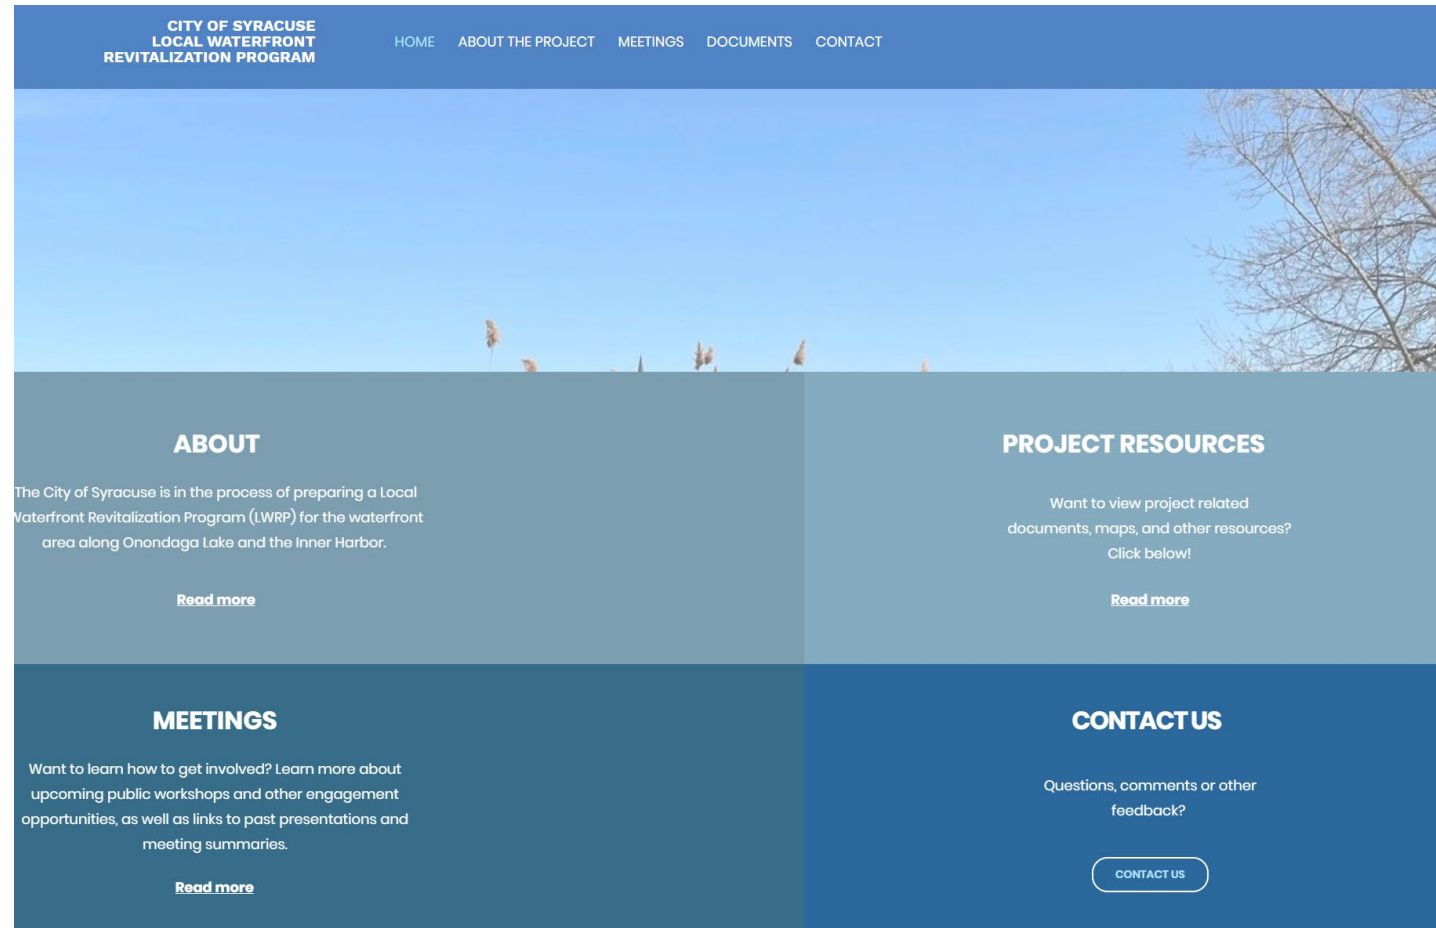 CITY OF SYRACUSE
LOCAL WATERFRONT
REVITALIZATION PROGRAM
HOME ABOUT THE PROJECT MEETINGS DOCUMENTS CONTACT
ABOUT
The City of Syracuse is in the process of preparing a Local
Waterfront Revitalization Program (LWRP) for the waterfront
area along Onondaga Lake and the Inner Harbor.
Read more
PROJECT RESOURCES
Want to view project related
documents, maps, and other resources?
Click below!
Read more
MEETINGS
Want to learn how to get involved? Learn more about
upcoming public workshops and other engagement
opportunities, as well as links to past presentations and
meeting summaries.
Read more
CONTACT US
Questions, comments or other
feedback?
CONTACT US